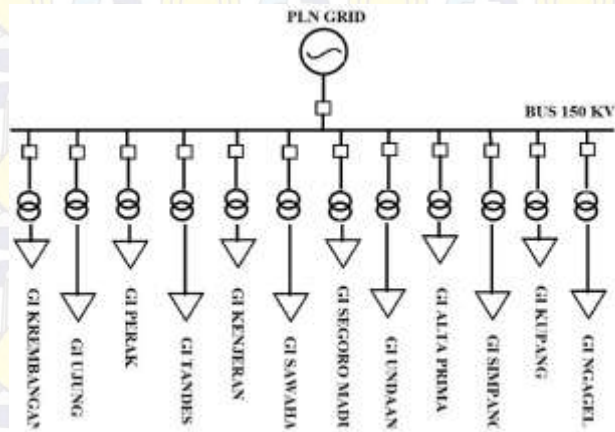 PLN GRID
BUS 150 KV
GI KREMBANGAN
GI UJUNG
GI PERAK
GI TANDES
GI KENJERAN
GI SAWAHA
GI SEGORO MADU
GI UNDAAN
GI ALTA PRIMA
GI SIMPANG
GI KUPANG
GI NGAGEL